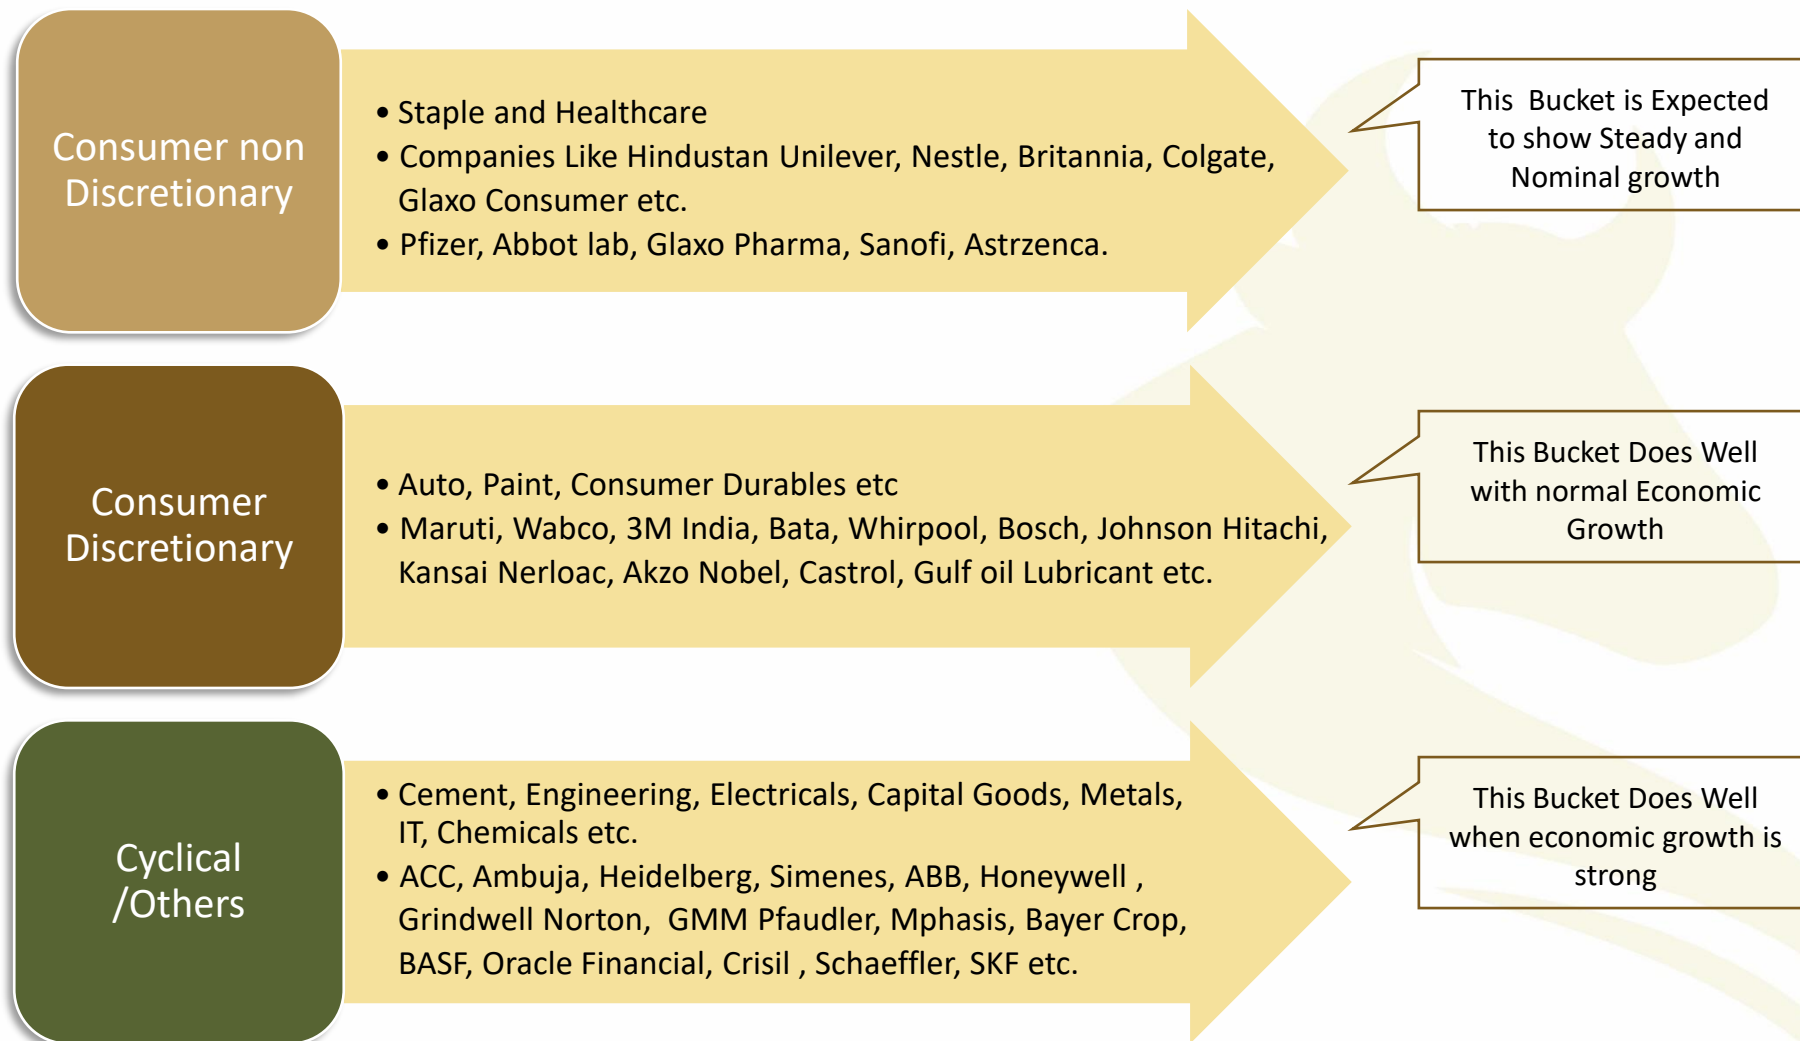 Consumer non
Discretionary
• Staple and Healthcare
• Companies Like Hindustan Unilever, Nestle, Britannia, Colgate,
Glaxo Consumer etc.
• Pfizer, Abbot lab, Glaxo Pharma, Sanofi, Astrzenca.
This Bucket is Expected
to show Steady and
Nominal growth
Consumer
Discretionary
• Auto, Paint, Consumer Durables etc
• Maruti, Wabco, 3M India, Bata, Whirpool, Bosch, Johnson Hitachi,
Kansai Nerloac, Akzo Nobel, Castrol, Gulf oil Lubricant etc.
This Bucket Does Well
with normal Economic
Growth
Cyclical
/Others
• Cement, Engineering, Electricals, Capital Goods, Metals,
IT, Chemicals etc.
• ACC, Ambuja, Heidelberg, Simenes, ABB, Honeywell ,
Grindwell Norton, GMM Pfaudler, Mphasis, Bayer Crop,
BASF, Oracle Financial, Crisil , Schaeffler, SKF etc.
This Bucket Does Well
when economic growth is
strong